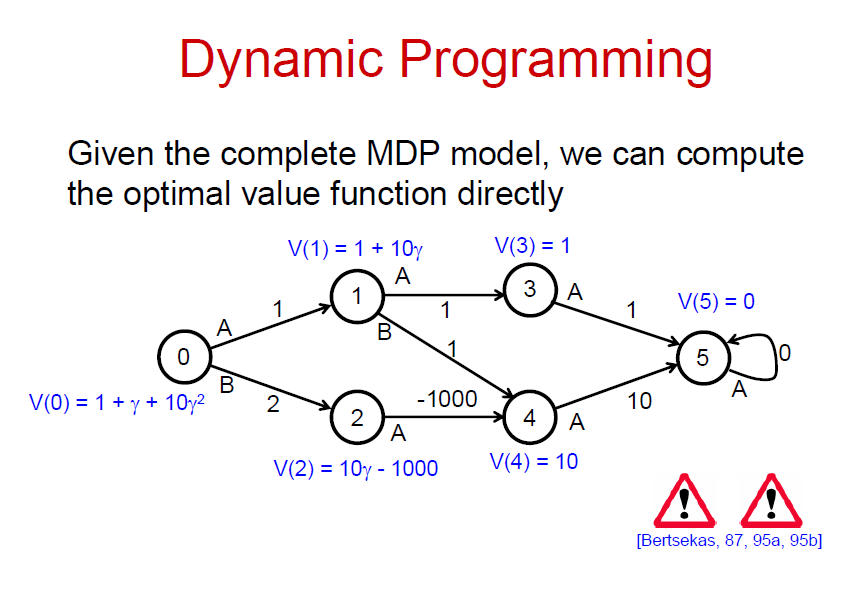 Dynamic Programming
Given the complete MDP model, we can compute
the optimal value function directly
V(1) = 1 + 10γ
V(3) = 1
A
1
3
A
1
1
1
V(5) = 0
A
B
0
1
5
0
B
A
V(0) = 1 + γ + 10γ²
2
-1000
10
2
4
A
A
V(2) = 10γ - 1000
V(4) = 10
! !
[Bertsekas, 87, 95a, 95b]